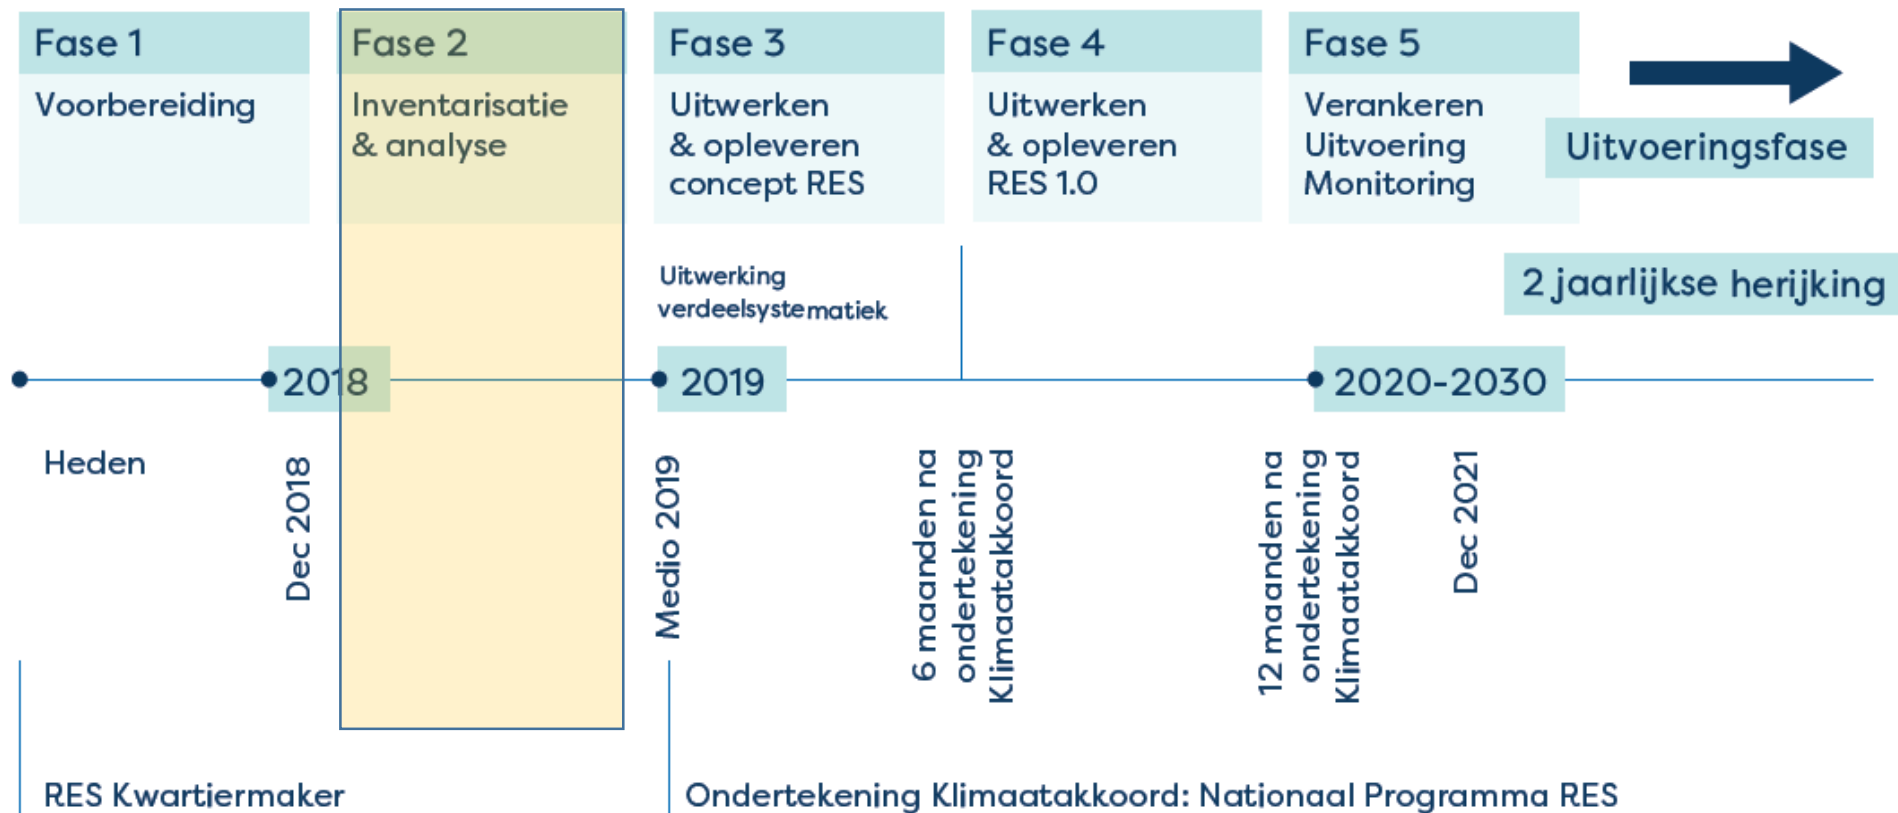 Fase 1
Voorbereiding
Fase 2
Inventarisatie
& analyse
Fase 3
Uitwerken
& opleveren
concept RES
Fase 4
Uitwerken
& opleveren
RES 1.0
Fase 5
Verankeren
Uitvoering
Monitoring
Uitvoeringsfase
Uitwerking
verdeelsystematiek
2 jaarlijkse herijking
2018
2019
2020-2030
Heden
Dec 2018
Medio 2019
6 maanden na
ondertekening
Klimaatakkoord
12 maanden na
ondertekening
Klimaatakkoord
Dec 2021
RES Kwartiermaker
Ondertekening Klimaatakkoord: Nationaal Programma RES